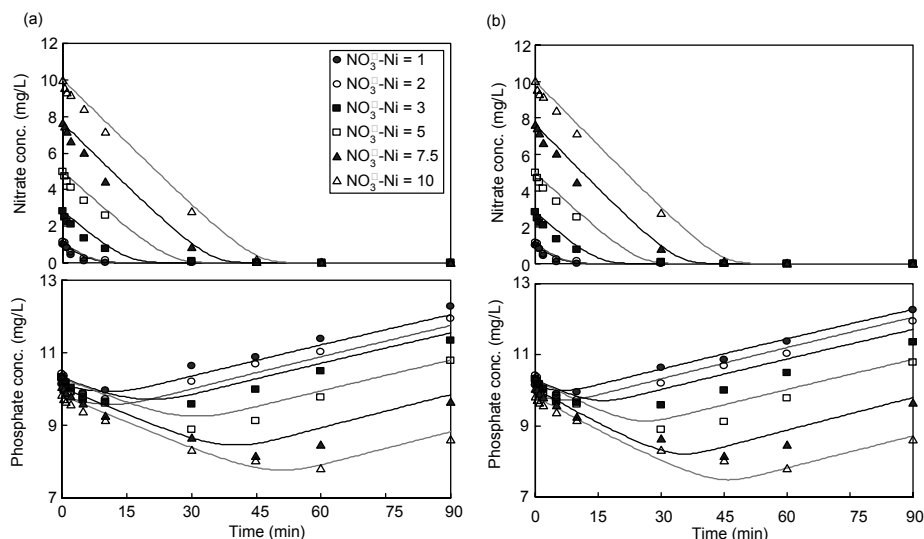 (a)
Nitrate conc. (mg/L)
12
10
8
6
4
2
0
NO₃□-Ni = 1
NO₃□-Ni = 2
NO₃□-Ni = 3
NO₃□-Ni = 5
NO₃□-Ni = 7.5
NO₃□-Ni = 10
Phosphate conc. (mg/L)
13
11
9
7
0 15 30 45 60 75 90
Time (min)
(b)
Nitrate conc. (mg/L)
12
10
8
6
4
2
0
Phosphate conc. (mg/L)
13
11
9
7
0 15 30 45 60 75 90
Time (min)